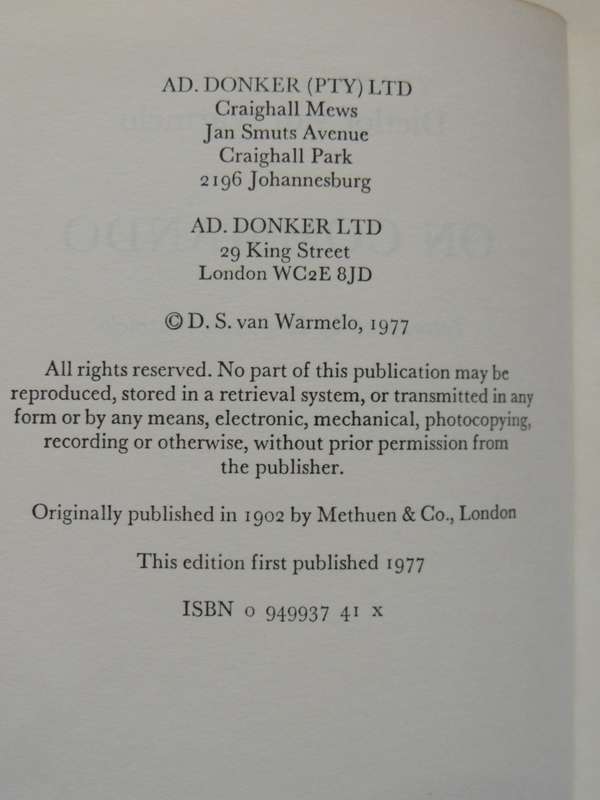 AD. DONKER (PTY) LTD
Craighall Mews
Jan Smuts Avenue
Craighall Park
2196 Johannesburg
AD. DONKER LTD
29 King Street
London WC2E 8JD
© D. S. van Warmelo, 1977
All rights reserved. No part of this publication may be
reproduced, stored in a retrieval system, or transmitted in any
form or by any means, electronic, mechanical, photocopying,
recording or otherwise, without prior permission from
the publisher.
Originally published in 1902 by Methuen & Co., London
This edition first published 1977
ISBN 0 949937 41 X